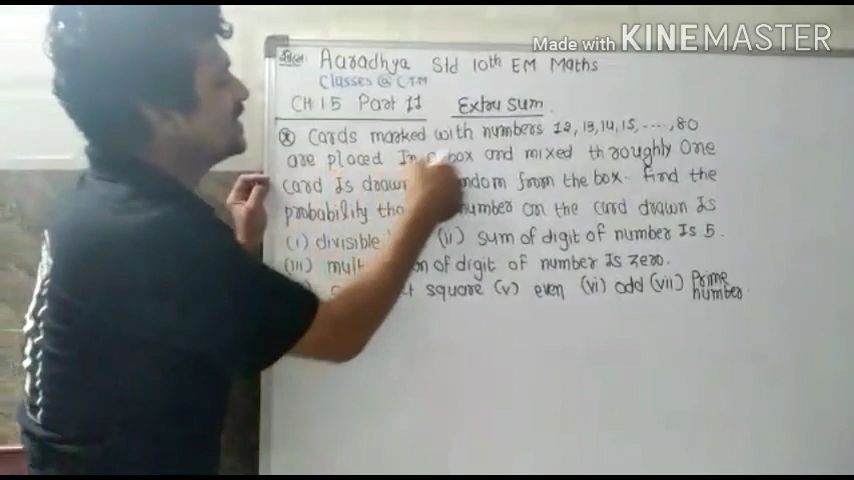 Made with KINEMASTER
Aaradhya Std 10th EM Maths
Classes @ CTM
CH 15 Part 11 Extra sum
Cards marked with numbers 12, 13, 14, 15, ...., 80
are placed In a box and mixed throughly One
card Is drawn random from the box. Find the
probability number on the card drawn Is
(i) divisible (ii) sum of digit of number Is 5.
(iii) of digit of number Is zero.
square (v) even (vi) odd (vii) Prime
number